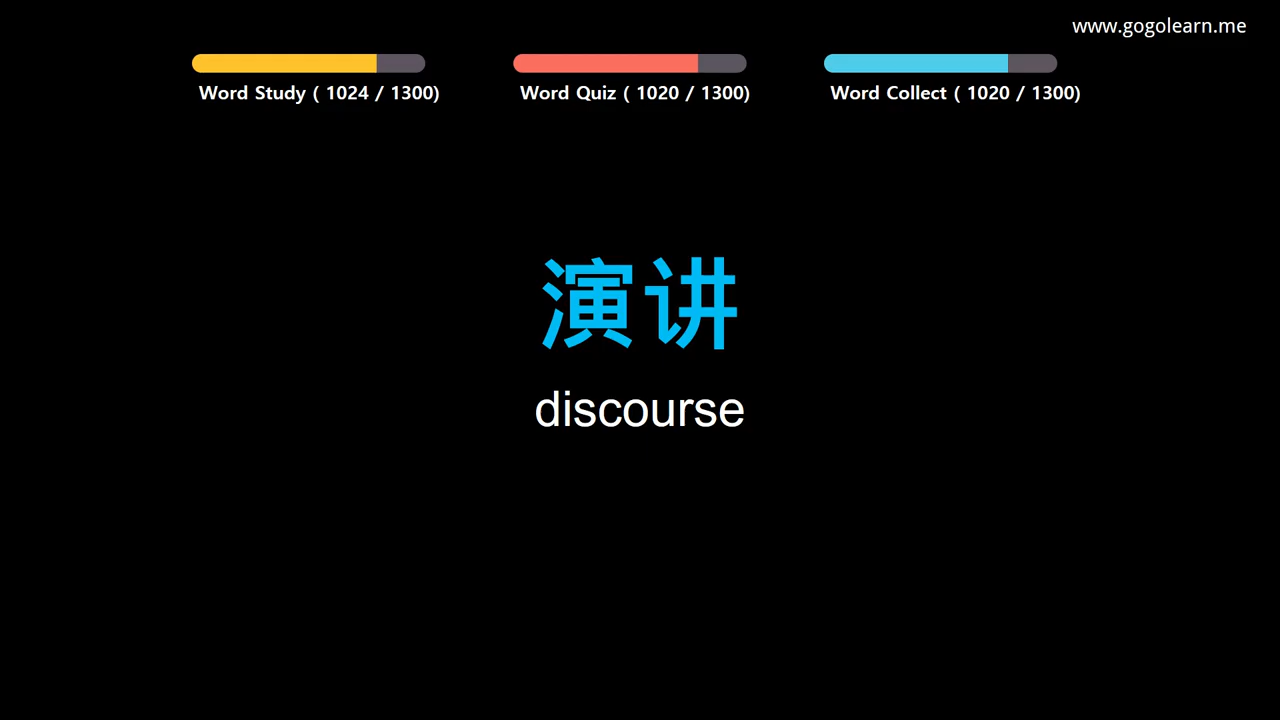 www.gogolearn.me
Word Study ( 1024 / 1300)
Word Quiz ( 1020 / 1300)
Word Collect ( 1020 / 1300)
演讲
discourse